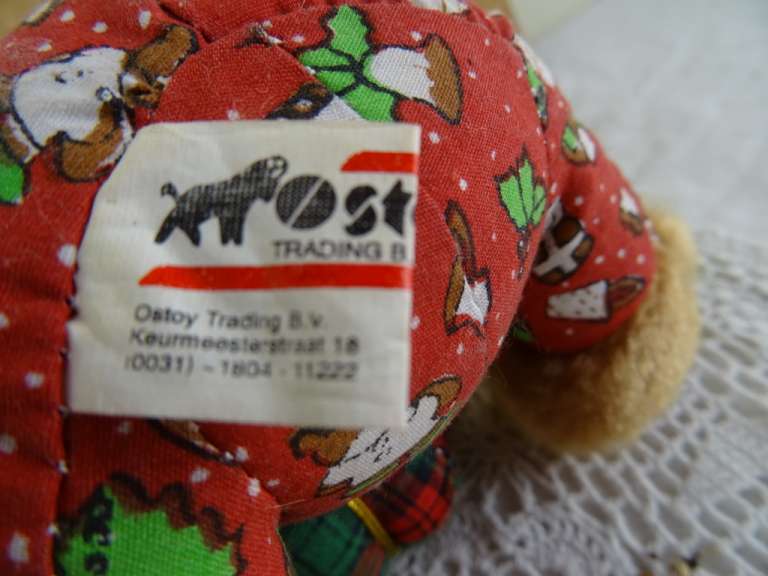 Ost
TRADING B.
Ostoy Trading B.V.
Keurmeesterstraat 18
(0031) - 1804 - 11222